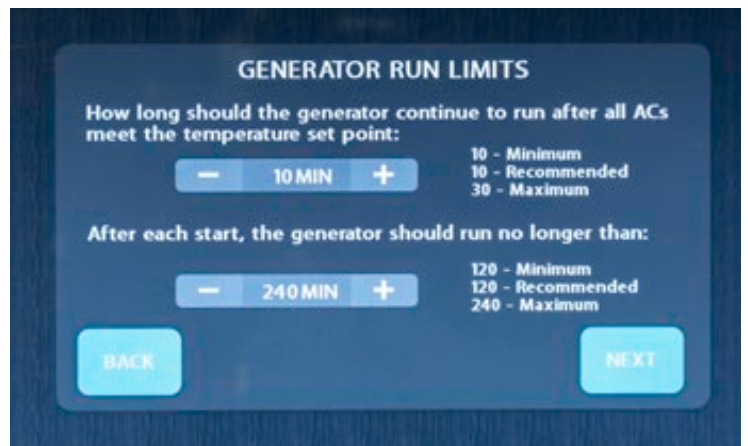 GENERATOR RUN LIMITS
How long should the generator continue to run after all ACs
meet the temperature set point:
− 10 MIN +
10 - Minimum
10 - Recommended
30 - Maximum
After each start, the generator should run no longer than:
− 240 MIN +
120 - Minimum
120 - Recommended
240 - Maximum
BACK
NEXT